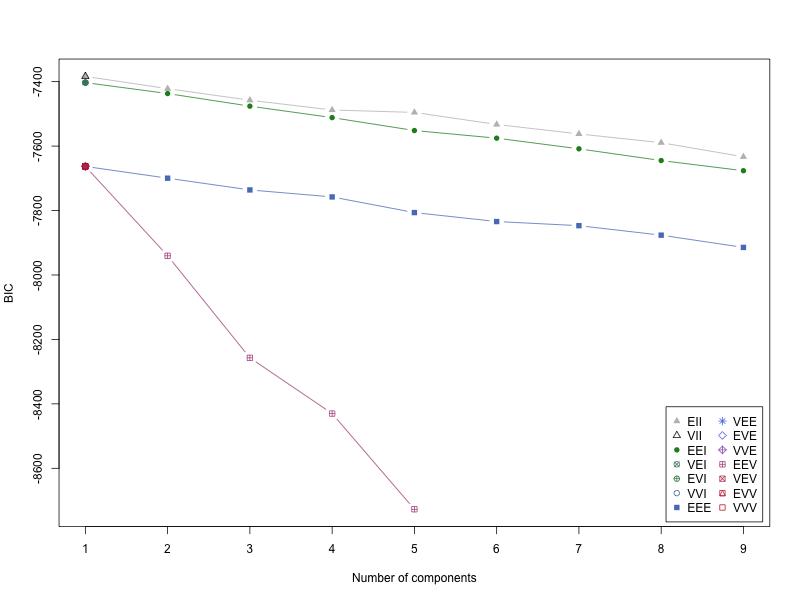 -7400
-7600
-7800
-8000
-8200
-8400
-8600
BIC
1 2 3 4 5 6 7 8 9
Number of components
EII VEE
VII EVE
EEI VVE
VEI EEV
EVI VEV
VVI EVV
EEE VVV